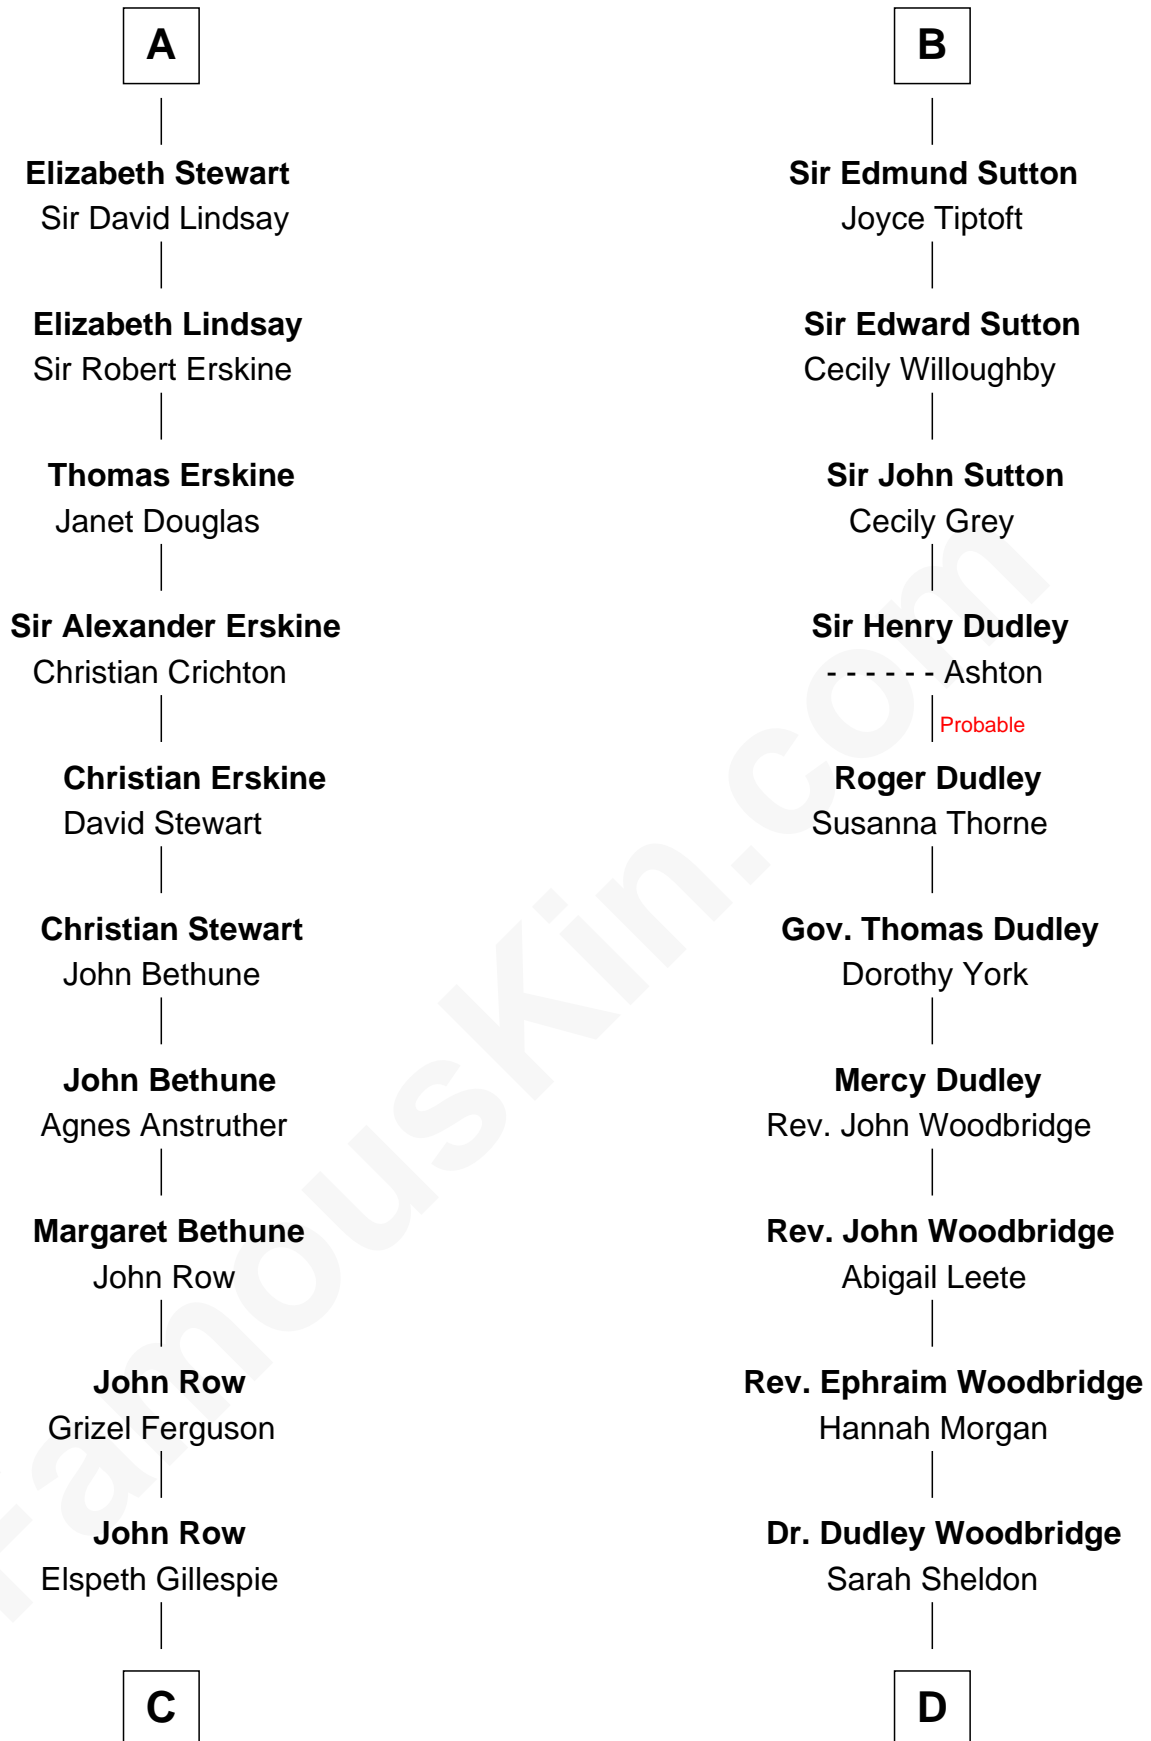 A
Elizabeth Stewart
Sir David Lindsay
Elizabeth Lindsay
Sir Robert Erskine
Thomas Erskine
Janet Douglas
Sir Alexander Erskine
Christian Crichton
Christian Erskine
David Stewart
Christian Stewart
John Bethune
John Bethune
Agnes Anstruther
Margaret Bethune
John Row
John Row
Grizel Ferguson
John Row
Elspeth Gillespie
C
B
Sir Edmund Sutton
Joyce Tiptoft
Sir Edward Sutton
Cecily Willoughby
Sir John Sutton
Cecily Grey
Sir Henry Dudley
- - - - - - Ashton
Probable
Roger Dudley
Susanna Thorne
Gov. Thomas Dudley
Dorothy York
Mercy Dudley
Rev. John Woodbridge
Rev. John Woodbridge
Abigail Leete
Rev. Ephraim Woodbridge
Hannah Morgan
Dr. Dudley Woodbridge
Sarah Sheldon
D
FamousKin.com